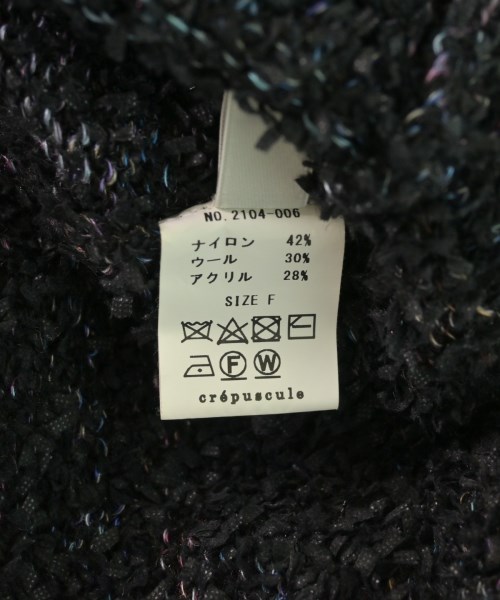 NO.2104-006
ナイロン 42%
ウール 30%
アクリル 28%
SIZE F
F W
crépuscule